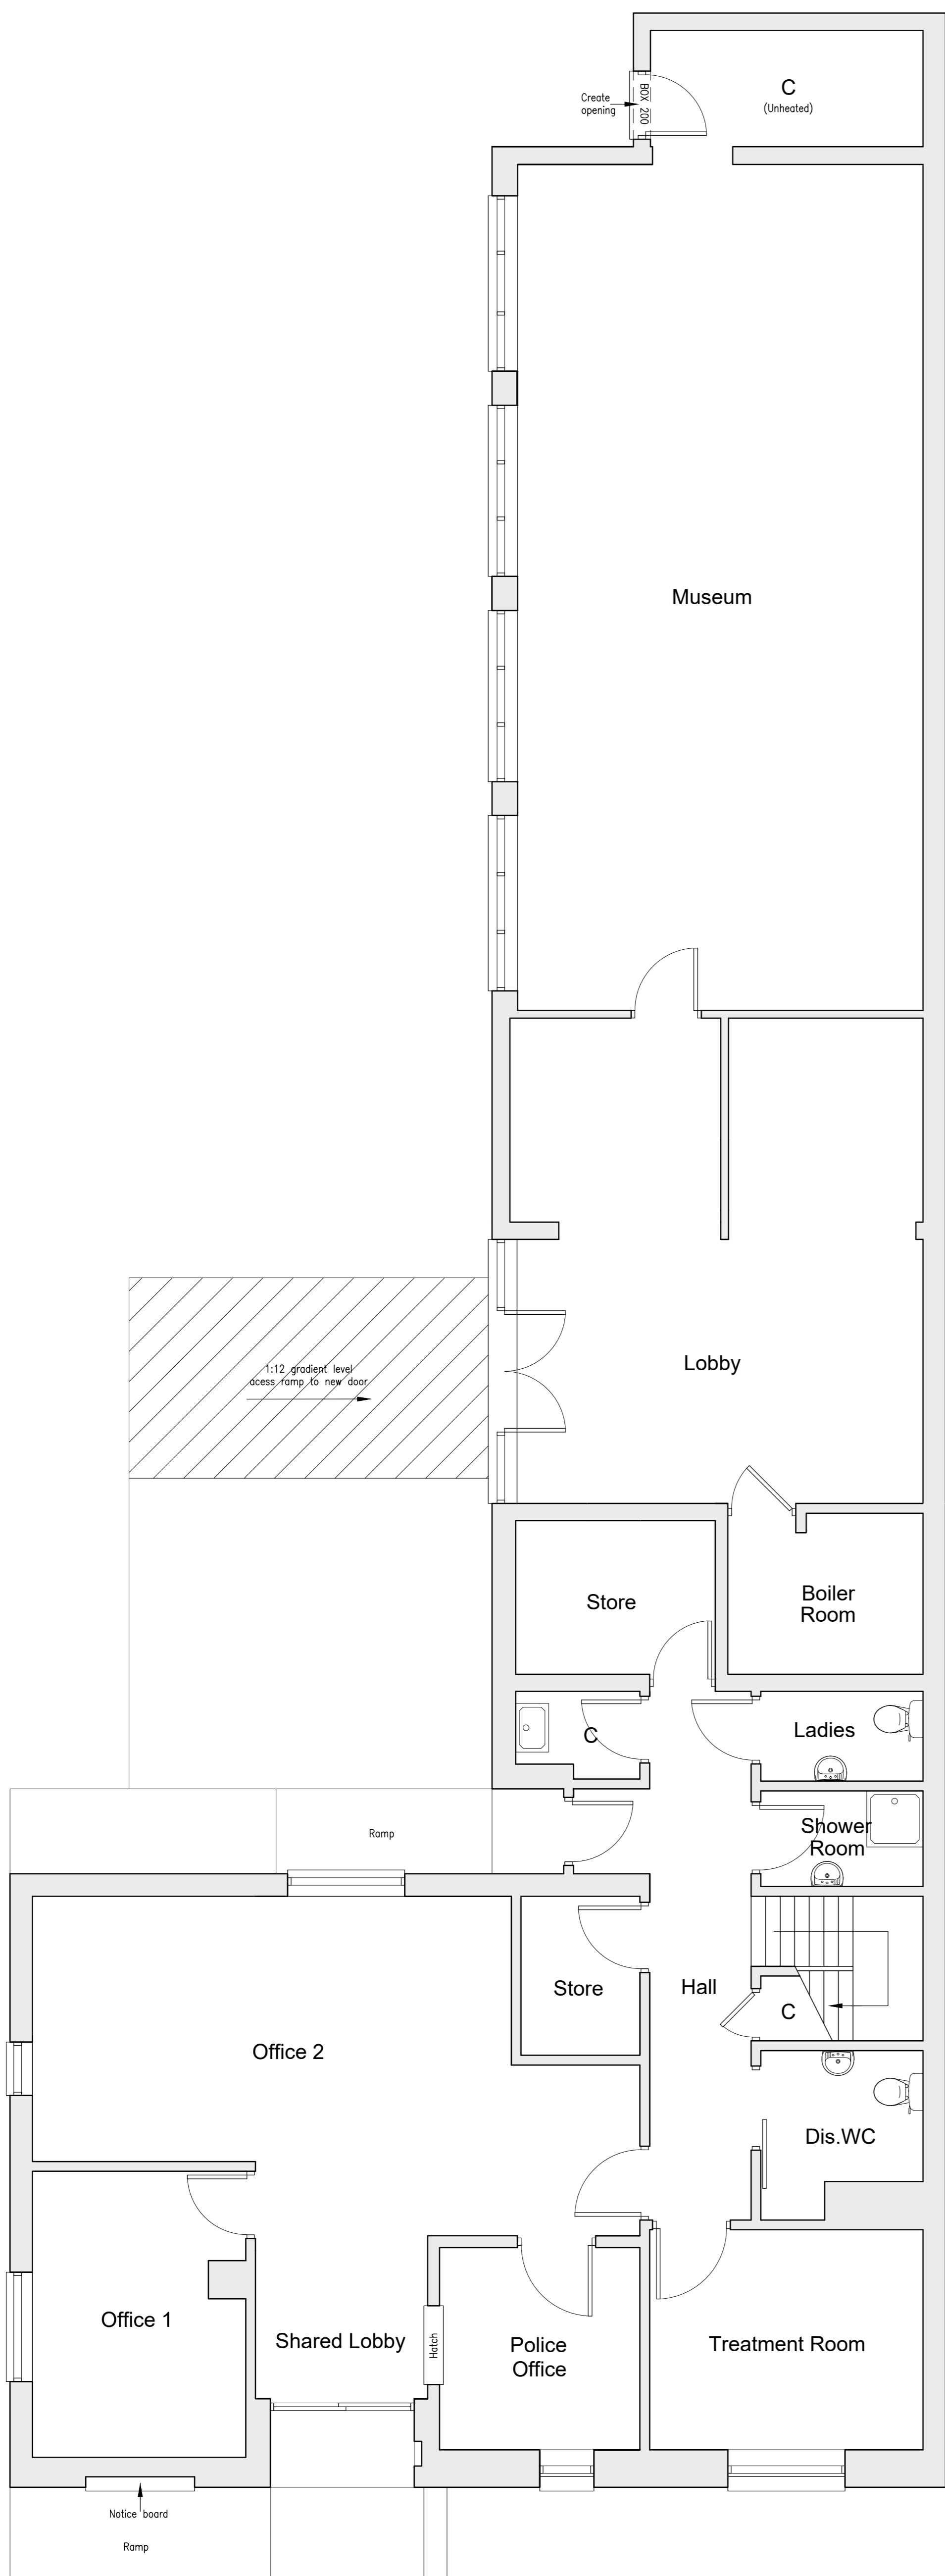 C
(Unheated)
Create
opening
BOX 200
Museum
1:12 gradient level
acess ramp to new door
Lobby
Store
Boiler
Room
C
Ladies
Ramp
Shower
Room
Store
Hall
C
Office 2
Dis.WC
Office 1
Shared Lobby
Hatch
Police
Office
Treatment Room
Notice board
Ramp